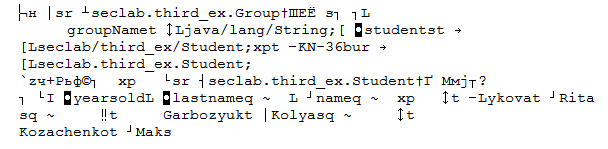 ├н ┤sr ┴seclab.third_ex.Group†ШЕЁ s┐ ┐L
groupNamet ↕Ljava/lang/String;[ ◘studentst →
[Lseclab/third_ex/Student;xpt –KN-36bur →
[Lseclab.third_ex.Student;
`zч+Рьф©┐ xp └sr ┤seclab.third_ex.Student†Ґ Ммj┬?
┐ └I ◘yearsoldL ◘lastnameq ~ L ┘nameq ~ xp ↕t –Lykovat ┘Rita
sq ~ ‼t Garbozyukt │Kolyasq ~ ↕t
Kozachenkot ┘Maks